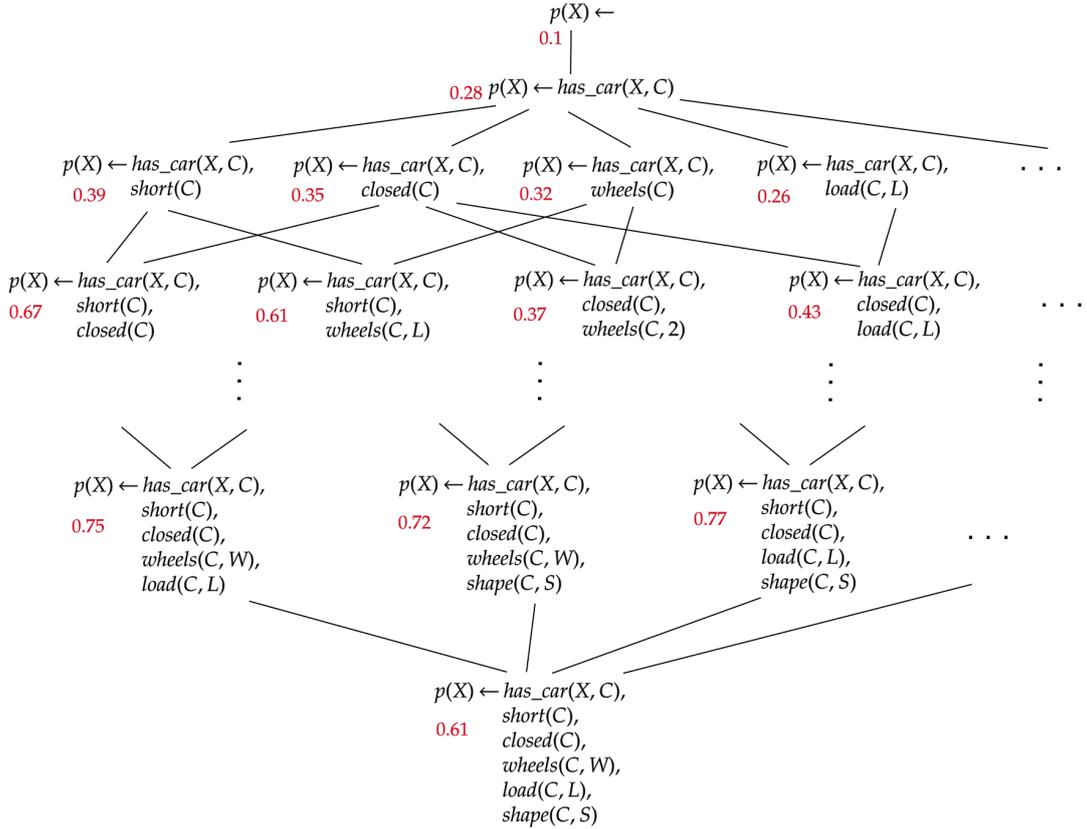 p(X) ←
0.1
0.28 p(X) ← has_car(X, C)
p(X) ← has_car(X, C),
short(C)
0.39
p(X) ← has_car(X, C),
closed(C)
0.35
p(X) ← has_car(X, C),
wheels(C)
0.32
p(X) ← has_car(X, C),
load(C, L)
0.26
. . .
p(X) ← has_car(X, C),
short(C),
closed(C)
0.67
p(X) ← has_car(X, C),
short(C),
wheels(C, L)
0.61
p(X) ← has_car(X, C),
closed(C),
wheels(C, 2)
0.37
p(X) ← has_car(X, C),
closed(C),
load(C, L)
0.43
. . .
p(X) ← has_car(X, C),
short(C),
closed(C),
wheels(C, W),
load(C, L)
0.75
p(X) ← has_car(X, C),
short(C),
closed(C),
wheels(C, W),
shape(C, S)
0.72
p(X) ← has_car(X, C),
short(C),
closed(C),
load(C, L),
shape(C, S)
0.77
. . .
p(X) ← has_car(X, C),
short(C),
closed(C),
wheels(C, W),
load(C, L),
shape(C, S)
0.61